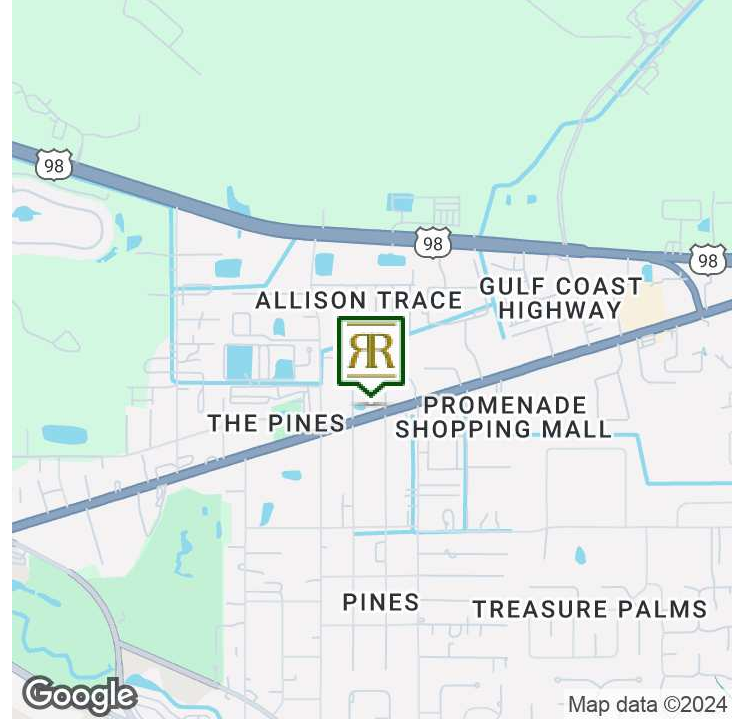 98
98
98
ALLISON TRACE
GULF COAST
HIGHWAY
RR
THE PINES
PROMENADE
SHOPPING MALL
PINES
TREASURE PALMS
Google
Map data ©2024